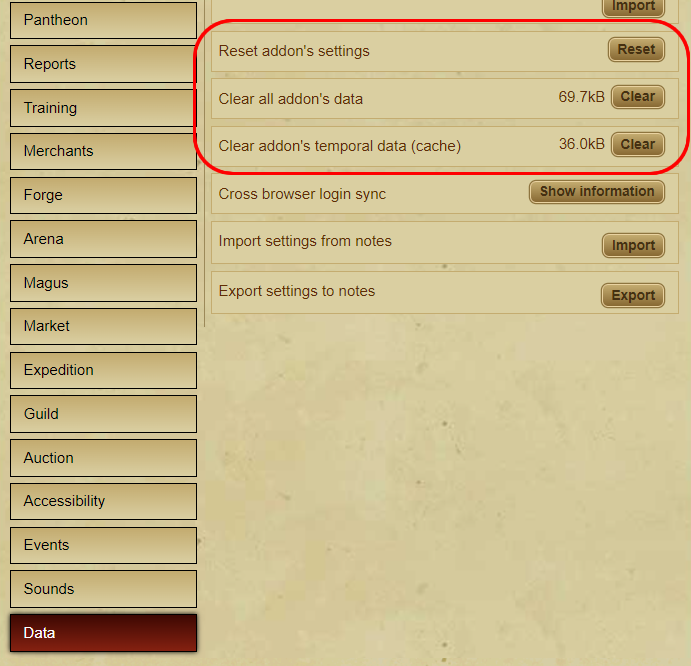 Pantheon
Reports
Training
Merchants
Forge
Arena
Magus
Market
Expedition
Guild
Auction
Accessibility
Events
Sounds
Data
Import
Reset addon's settings Reset
Clear all addon's data 69.7kB Clear
Clear addon's temporal data (cache) 36.0kB Clear
Cross browser login sync Show information
Import settings from notes Import
Export settings to notes Export